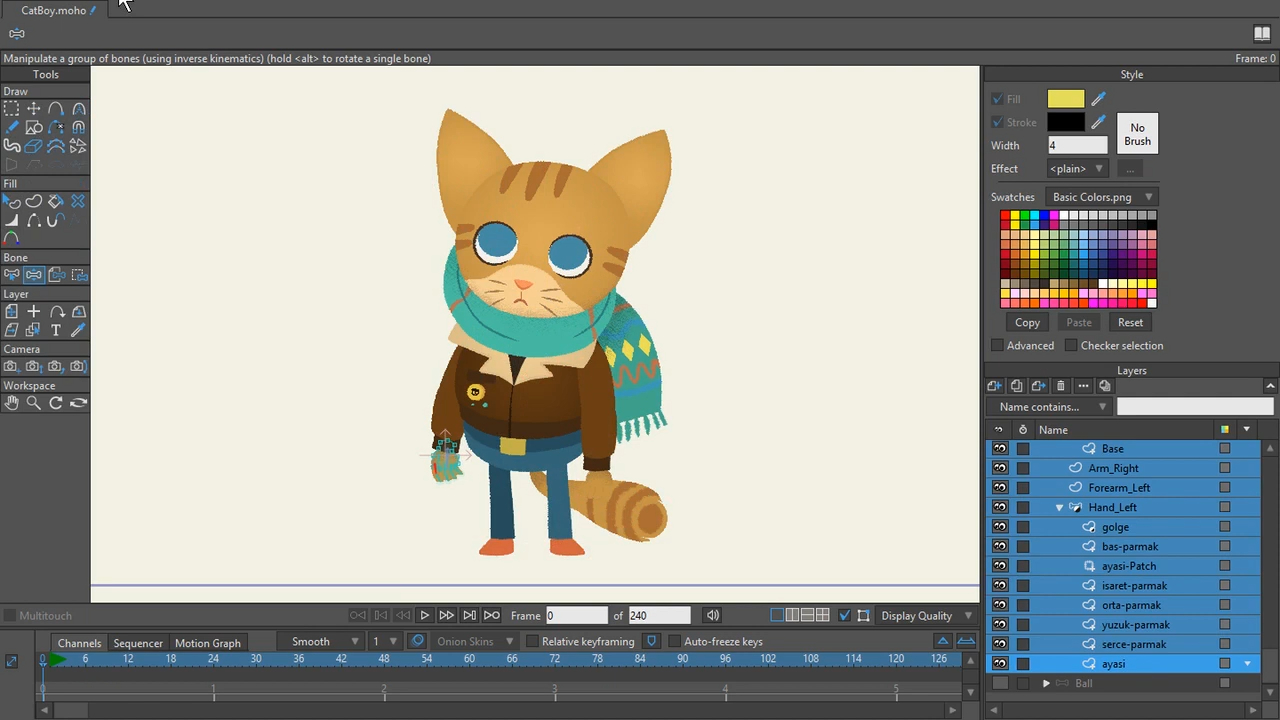 CatBoy.moho
Manipulate a group of bones (using inverse kinematics) (hold <alt> to rotate a single bone)
Frame: 0
Tools
Draw
Fill
Bone
Layer
Camera
Workspace
Style
Fill
Stroke
No Brush
Width
4
Effect
<plain>
...
Swatches
Basic Colors.png
Copy
Paste
Reset
Advanced
Checker selection
Layers
Name contains...
Name
Base
Arm_Right
Forearm_Left
Hand_Left
golge
bas-parmak
ayasi-Patch
isaret-parmak
orta-parmak
yuzuk-parmak
serce-parmak
ayasi
Ball
Multitouch
Frame
0
of
240
Display Quality
Channels
Sequencer
Motion Graph
Smooth
1
Onion Skins
Relative keyframing
Auto-freeze keys
0 6 12 18 24 30 36 42 48 54 60 66 72 78 84 90 96 102 108 114 120 126
0 1 2 3 4 5